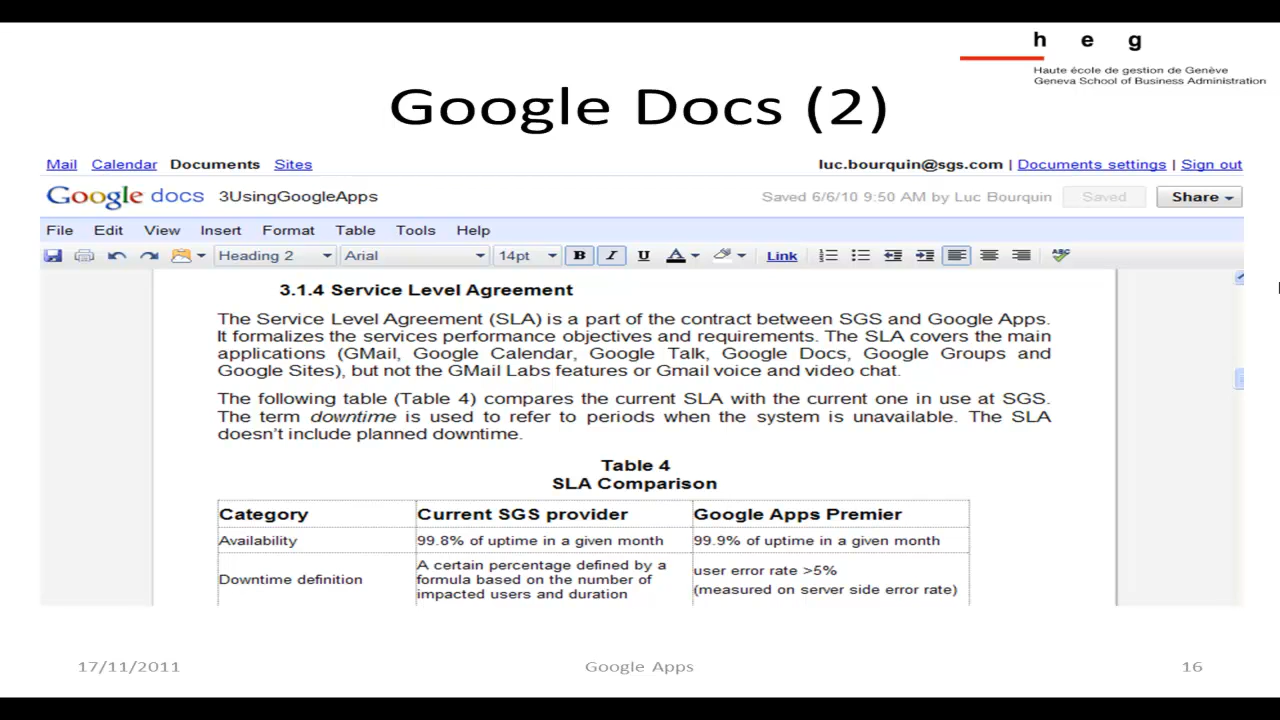 h e g
Haute école de gestion de Genève
Geneva School of Business Administration
Google Docs (2)
Mail Calendar Documents Sites luc.bourquin@sgs.com | Documents settings | Sign out
Google docs 3UsingGoogleApps Saved 6/6/10 9:50 AM by Luc Bourquin Saved Share
File Edit View Insert Format Table Tools Help
Heading 2 Arial 14pt B I U A Link ABC
3.1.4 Service Level Agreement
The Service Level Agreement (SLA) is a part of the contract between SGS and Google Apps.
It formalizes the services performance objectives and requirements. The SLA covers the main
applications (GMail, Google Calendar, Google Talk, Google Docs, Google Groups and
Google Sites), but not the GMail Labs features or Gmail voice and video chat.
The following table (Table 4) compares the current SLA with the current one in use at SGS.
The term downtime is used to refer to periods when the system is unavailable. The SLA
doesn't include planned downtime.
Table 4
SLA Comparison
Category Current SGS provider Google Apps Premier
Availability 99.8% of uptime in a given month 99.9% of uptime in a given month
Downtime definition A certain percentage defined by a
formula based on the number of
impacted users and duration
user error rate >5%
(measured on server side error rate)
17/11/2011 Google Apps 16